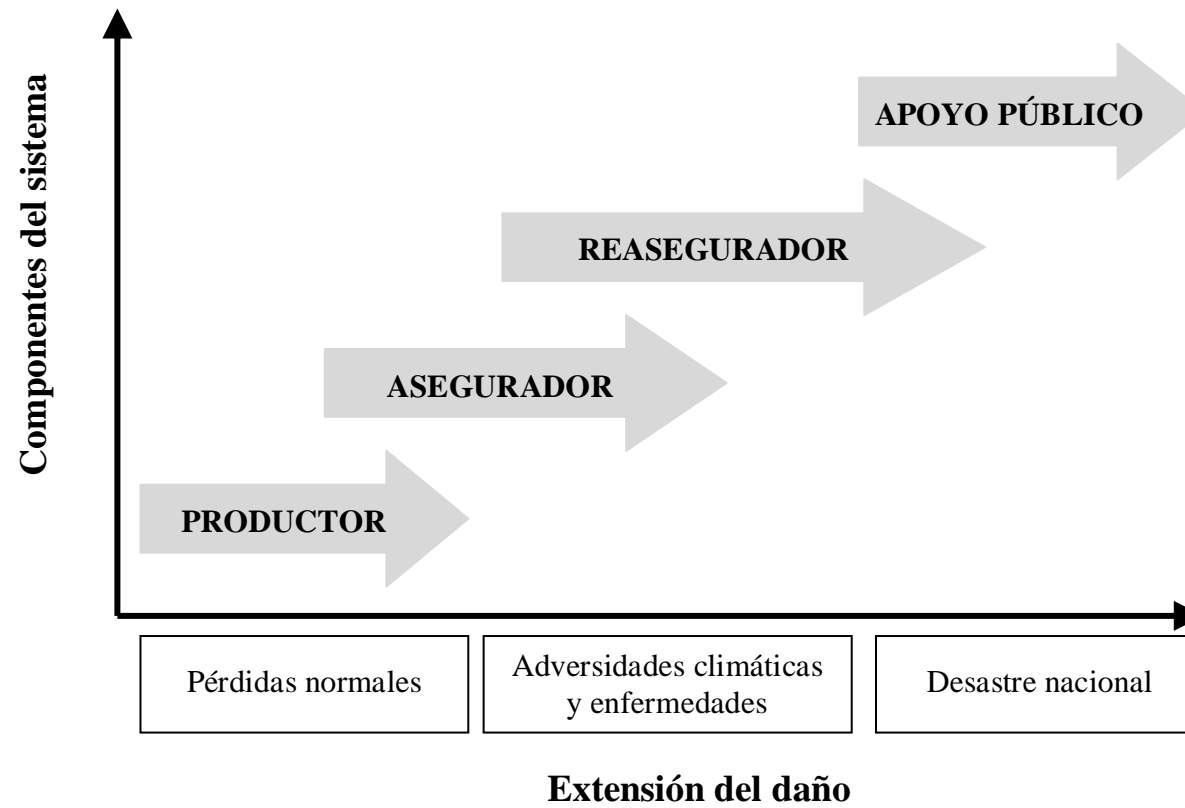 Componentes del sistema
APOYO PÚBLICO
REASEGURADOR
ASEGURADOR
PRODUCTOR
Pérdidas normales
Adversidades climáticas
y enfermedades
Desastre nacional
Extensión del daño